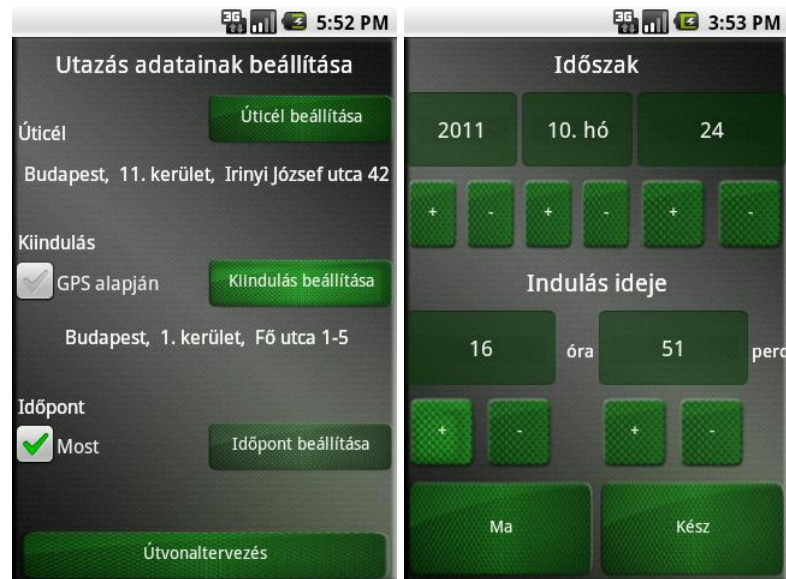 3G 5:52 PM
Utazás adatainak beállítása
Úticél beállítása
Úticél
Budapest, 11. kerület, Irinyi József utca 42
Kiindulás
GPS alapján
Kiindulás beállítása
Budapest, 1. kerület, Fő utca 1-5
Időpont
Most
Időpont beállítása
Útvonaltervezés
3G 3:53 PM
Időszak
2011 10. hó 24
+ - + - + -
Indulás ideje
16 óra 51 perc
+ - + -
Ma Kész